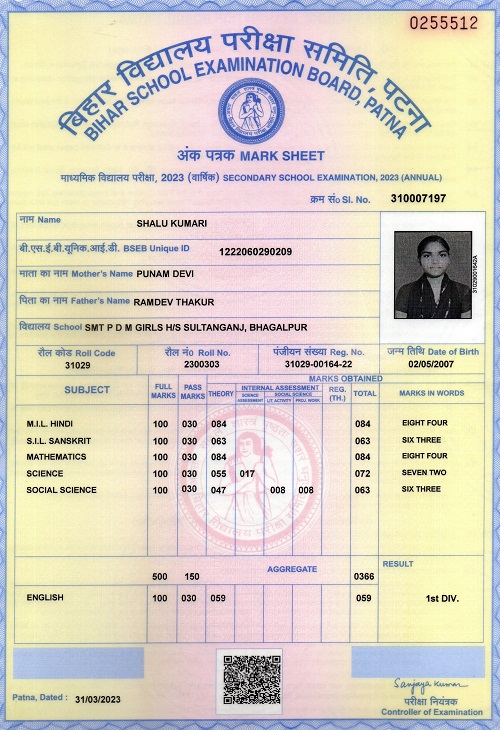 0255512
बिहार विद्यालय परीक्षा समिति, पटना
BIHAR SCHOOL EXAMINATION BOARD, PATNA
अंक पत्रक MARK SHEET
माध्यमिक विद्यालय परीक्षा, 2023 (वार्षिक) SECONDARY SCHOOL EXAMINATION, 2023 (ANNUAL)
क्रम सं० Sl. No. 310007197
नाम Name SHALU KUMARI
बी.एस.ई.बी.यूनिक.आई.डी. BSEB Unique ID 1222060290209
माता का नाम Mother's Name PUNAM DEVI
पिता का नाम Father's Name RAMDEV THAKUR
विद्यालय School SMT P D M GIRLS H/S SULTANGANJ, BHAGALPUR
रौल कोड Roll Code रौल नं० Roll No. पंजीयन संख्या Reg. No. जन्म तिथि Date of Birth
31029 2300303 31029-00164-22 02/05/2007
MARKS OBTAINED
SUBJECT FULL MARKS PASS MARKS THEORY INTERNAL ASSESSMENT SCIENCE ASSESSMENT SOCIAL SCIENCE LIT. ACTIVITY PROJ. WORK REG. (TH.) TOTAL MARKS IN WORDS
M.I.L. HINDI 100 030 084 084 EIGHT FOUR
S.I.L. SANSKRIT 100 030 063 063 SIX THREE
MATHEMATICS 100 030 084 084 EIGHT FOUR
SCIENCE 100 030 055 017 072 SEVEN TWO
SOCIAL SCIENCE 100 030 047 008 008 063 SIX THREE
AGGREGATE RESULT
500 150 0366
ENGLISH 100 030 059 059 1st DIV.
Patna, Dated : 31/03/2023
Sanjaya Kumar
परीक्षा नियंत्रक
Controller of Examination